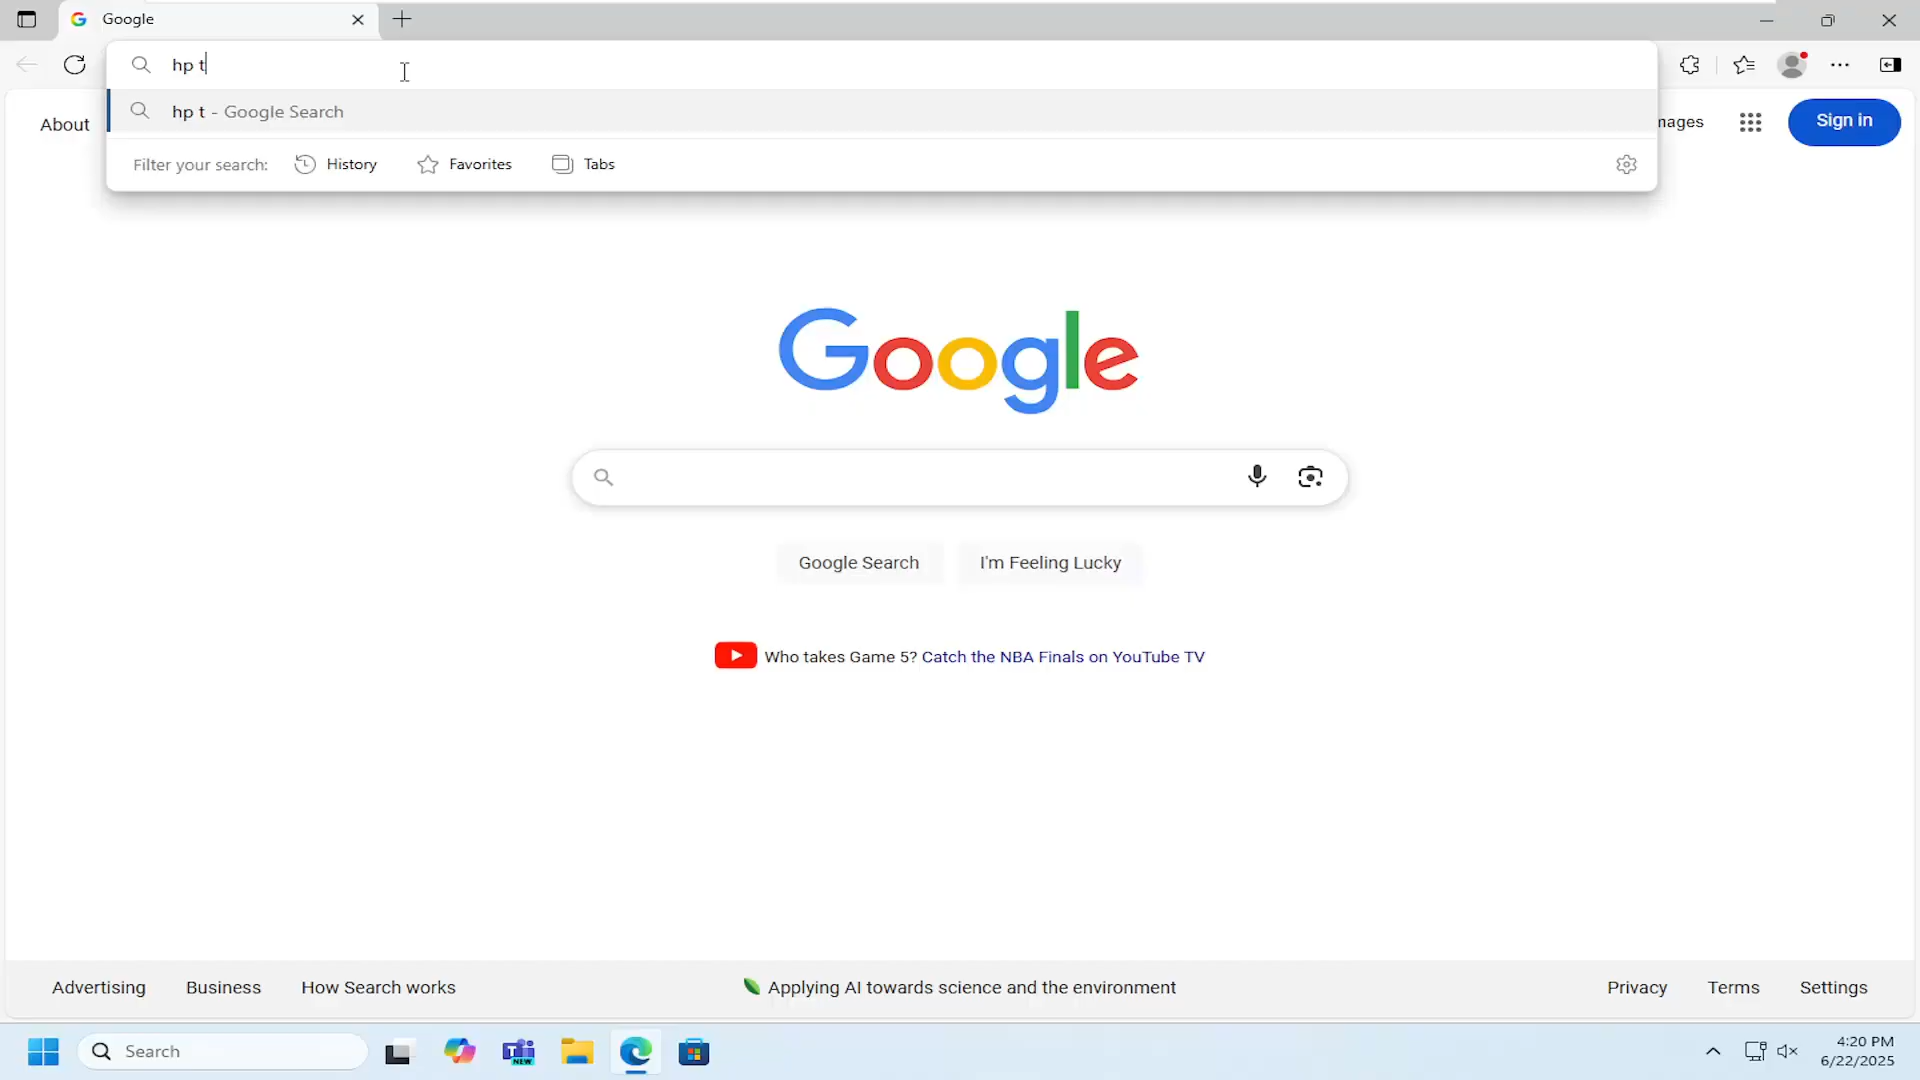 Google
hp t
hp t - Google Search
About
mages
Sign in
Filter your search:
History
Favorites
Tabs
Google
Google Search
I'm Feeling Lucky
Who takes Game 5? Catch the NBA Finals on YouTube TV
Advertising
Business
How Search works
Applying AI towards science and the environment
Privacy
Terms
Settings
Search
NEW
4:20 PM
6/22/2025